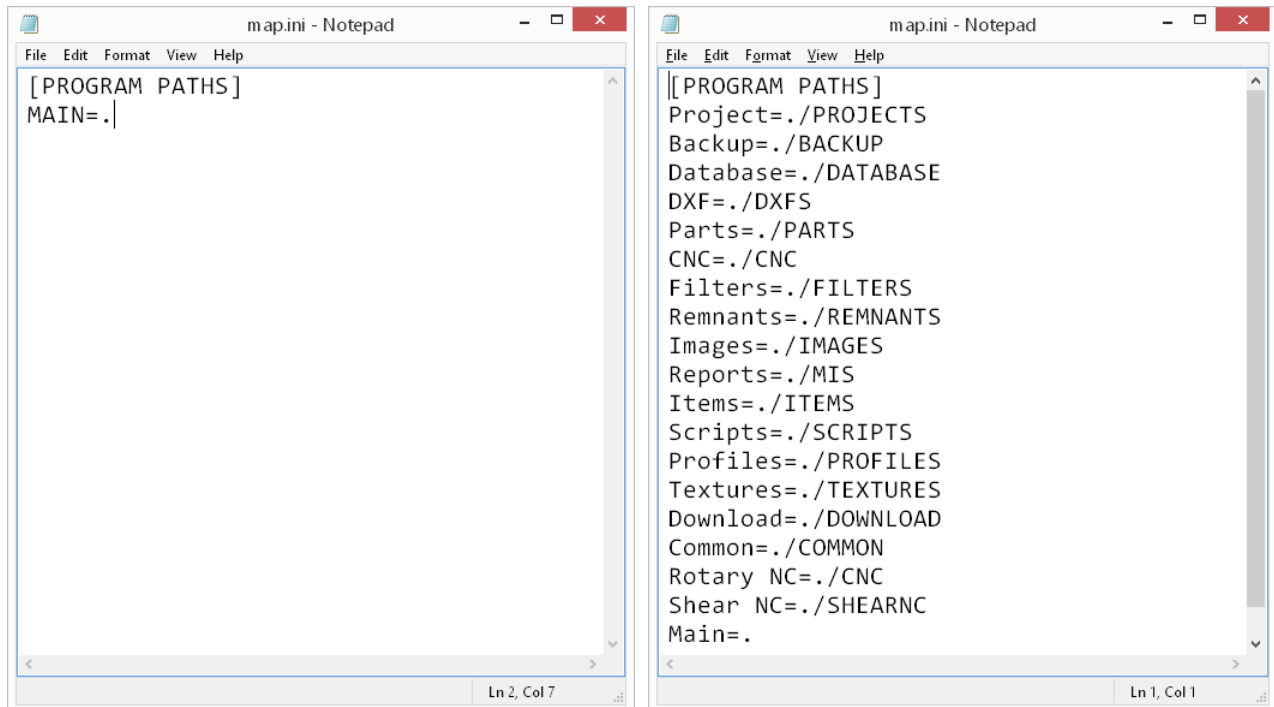 map.ini - Notepad
File Edit Format View Help
[PROGRAM PATHS]
MAIN=.
Ln 2, Col 7
map.ini - Notepad
File Edit Format View Help
[PROGRAM PATHS]
Project=./PROJECTS
Backup=./BACKUP
Database=./DATABASE
DXF=./DXFS
Parts=./PARTS
CNC=./CNC
Filters=./FILTERS
Remnants=./REMNANTS
Images=./IMAGES
Reports=./MIS
Items=./ITEMS
Scripts=./SCRIPTS
Profiles=./PROFILES
Textures=./TEXTURES
Download=./DOWNLOAD
Common=./COMMON
Rotary NC=./CNC
Shear NC=./SHEARNC
Main=.
Ln 1, Col 1